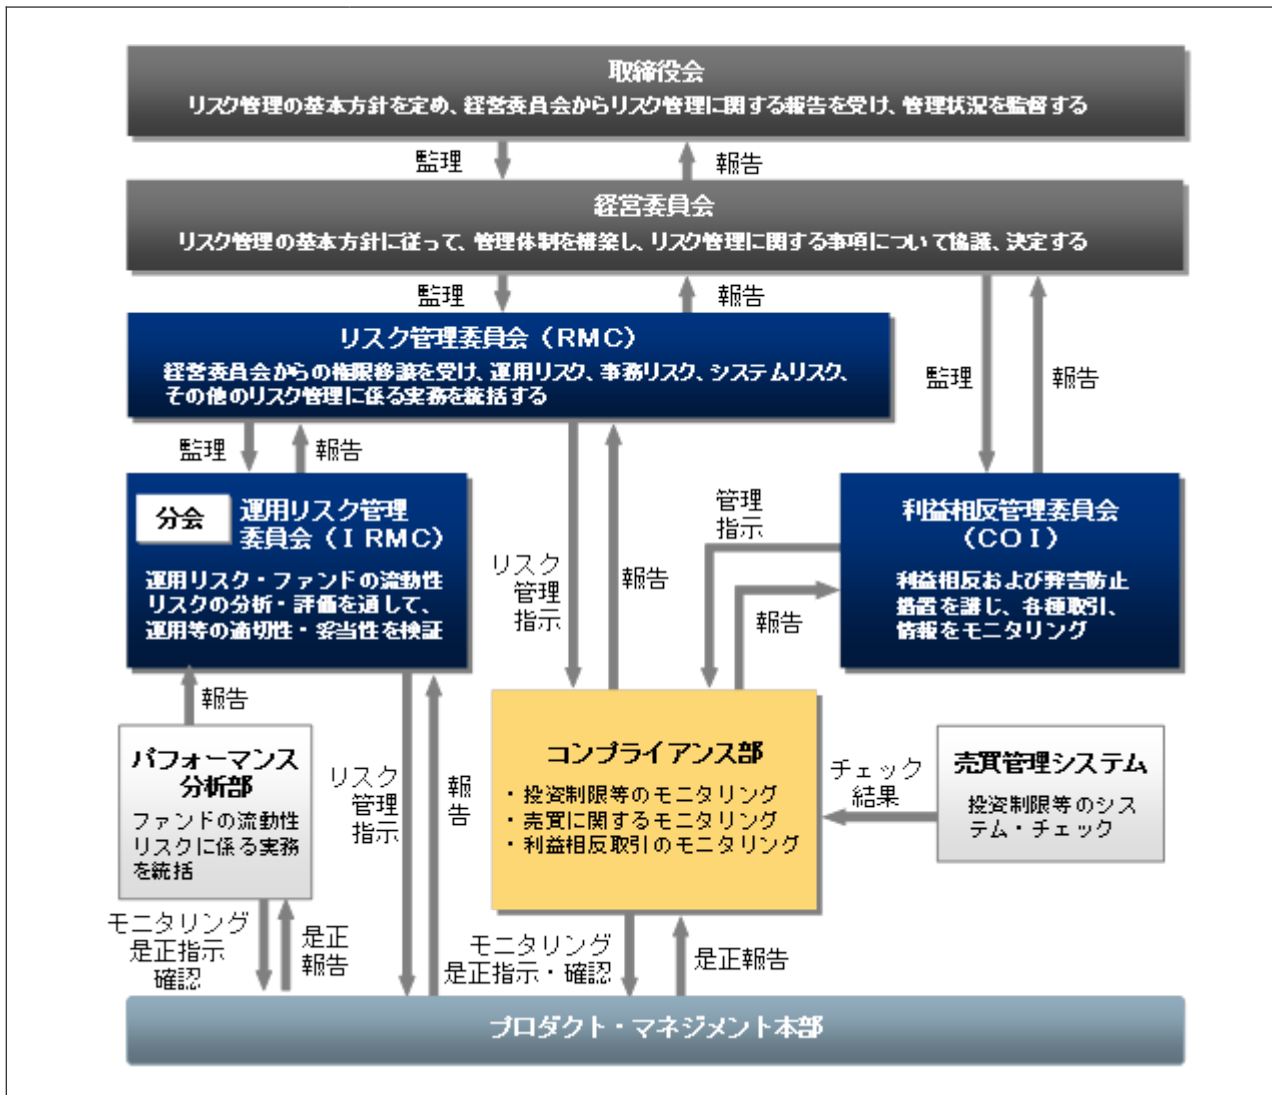 取締役会
リスク管理の基本方針を定め、経営委員会からリスク管理に関する報告を受け、管理状況を監督する
監理
報告
経営委員会
リスク管理の基本方針に従って、管理体制を構築し、リスク管理に関する事項について協議、決定する
監理
報告
リスク管理委員会（RMC）
経営委員会からの権限移譲を受け、運用リスク、事務リスク、システムリスク、
その他のリスク管理に係る実務を統括する
監理
報告
監理
報告
分会
運用リスク管理
委員会（ＩRMC）
運用リスク・ファンドの流動性
リスクの分析・評価を通して、
運用等の適切性・妥当性を検証
リスク
管理
指示
報告
管理
指示
報告
利益相反管理委員会
（COI）
利益相反および弊害防止
措置を講じ、各種取引、
情報をモニタリング
報告
パフォーマンス
分析部
ファンドの流動性
リスクに係る実務
を統括
リスク
管理
指示
報
告
コンプライアンス部
・投資制限等のモニタリング
・売買に関するモニタリング
・利益相反取引のモニタリング
チェック
結果
売買管理システム
投資制限等のシス
テム・チェック
モニタリング
是正指示
確認
是正
報告
モニタリング
是正指示・確認
是正報告
プロダクト・マネジメント本部